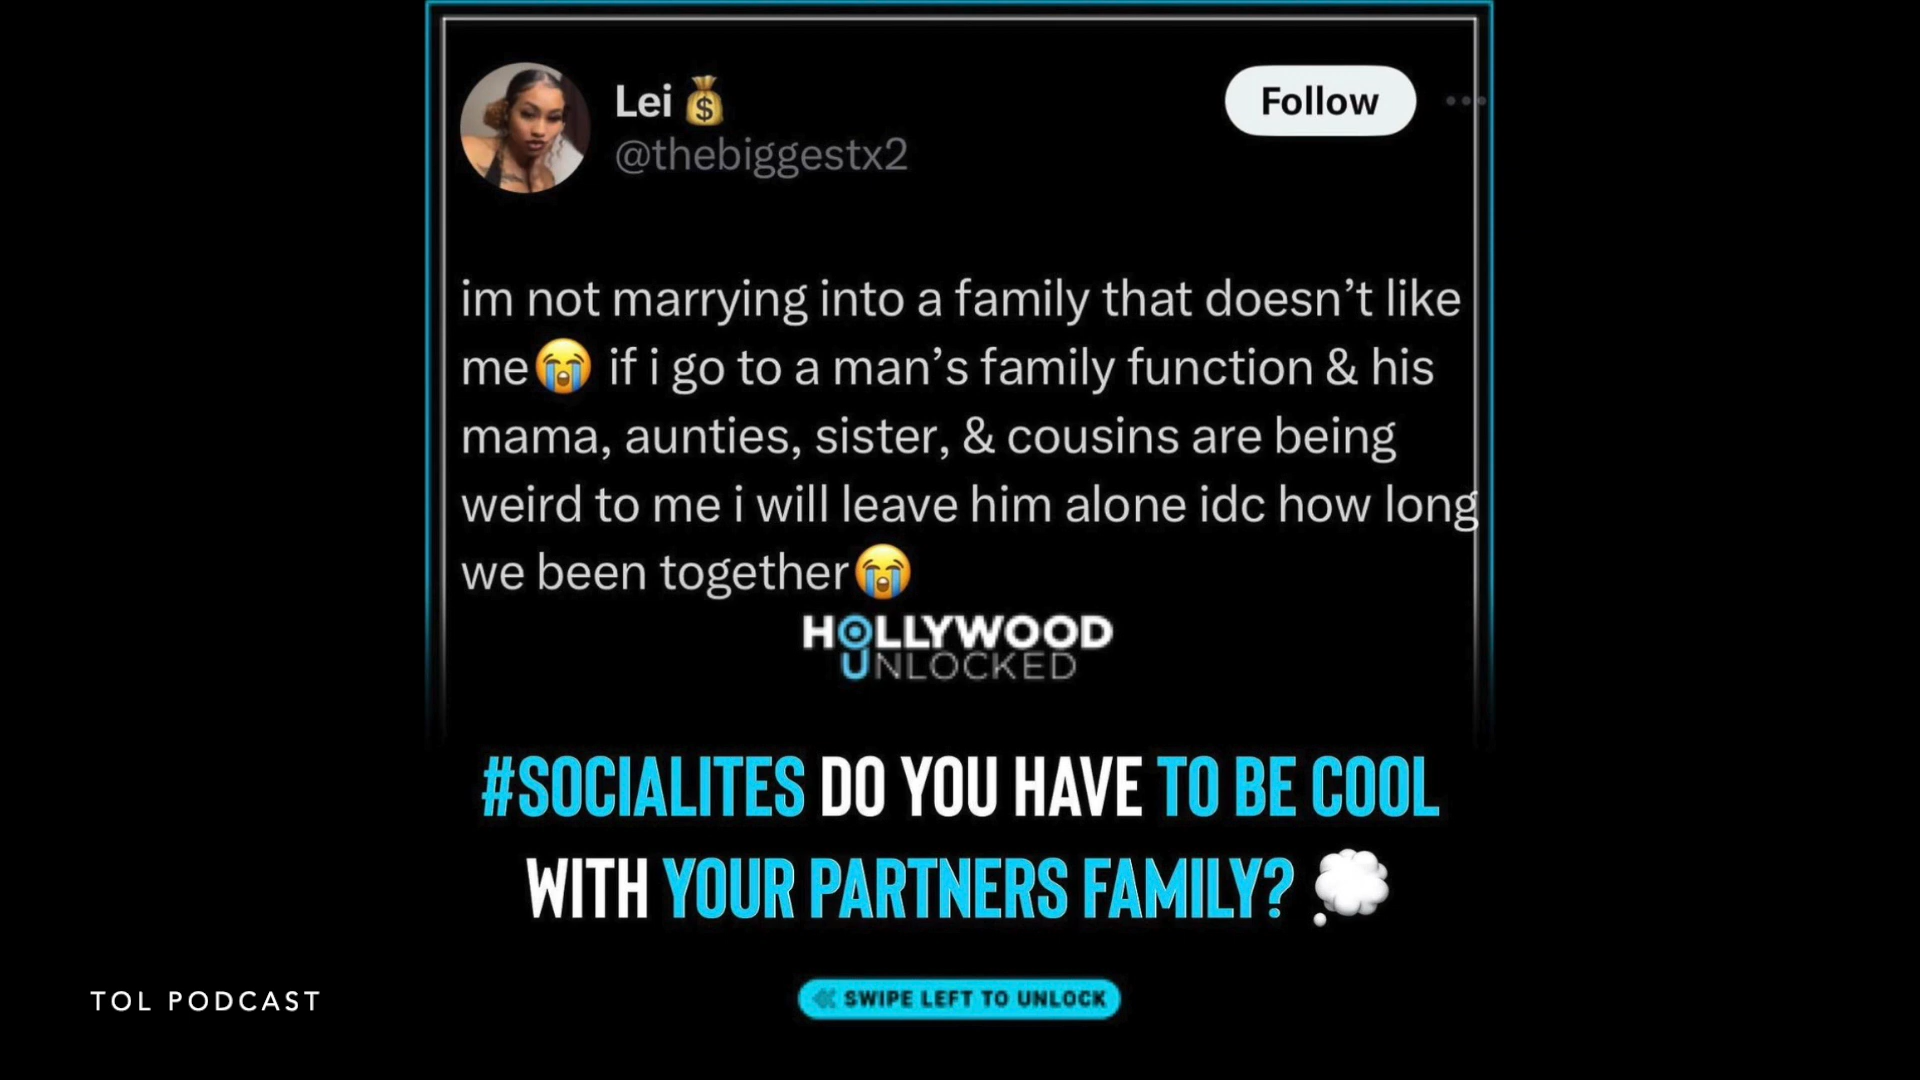 Lei 💰
Follow
@thebiggestx2
im not marrying into a family that doesn’t like
me😭 if i go to a man’s family function & his
mama, aunties, sister, & cousins are being
weird to me i will leave him alone idc how long
we been together😭
HOLLYWOOD
UNLOCKED
#SOCIALITES DO YOU HAVE TO BE COOL
WITH YOUR PARTNERS FAMILY? 💭
SWIPE LEFT TO UNLOCK
TOL PODCAST